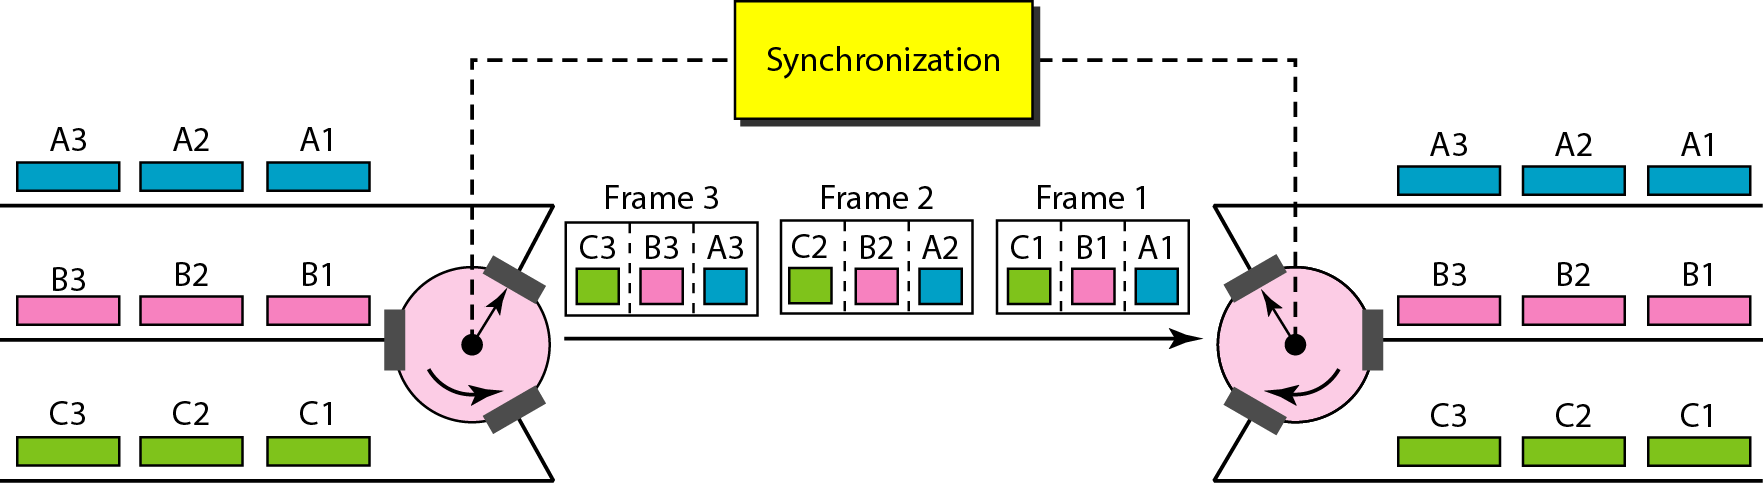 Synchronization
A3 A2 A1
A3 A2 A1
Frame 3 Frame 2 Frame 1
C3 B3 A3 C2 B2 A2 C1 B1 A1
B3 B2 B1
B3 B2 B1
C3 C2 C1
C3 C2 C1